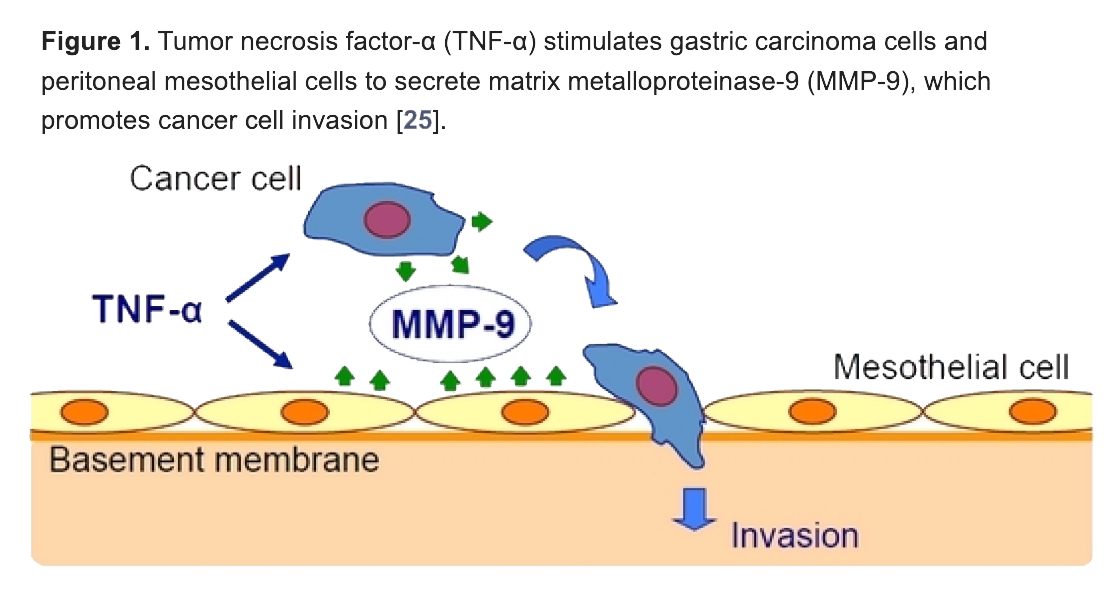 Figure 1. Tumor necrosis factor-α (TNF-α) stimulates gastric carcinoma cells and
peritoneal mesothelial cells to secrete matrix metalloproteinase-9 (MMP-9), which
promotes cancer cell invasion [25].
Cancer cell
TNF-α
MMP-9
Mesothelial cell
Basement membrane
Invasion